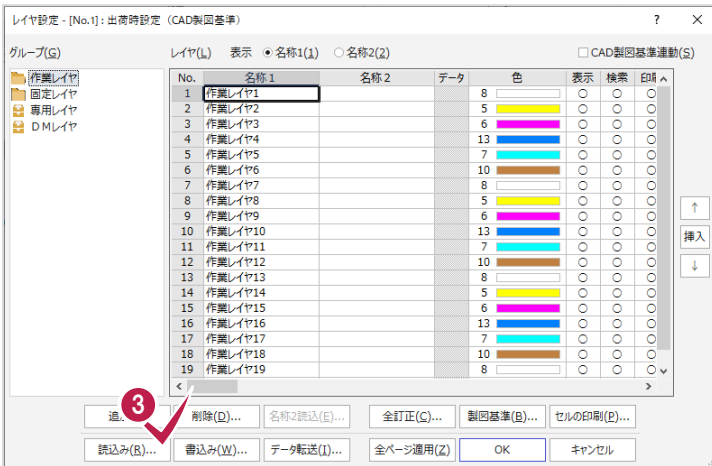 レイヤ設定 - [No.1] : 出荷時設定（CAD製図基準） ? ×
グループ(G) レイヤ(L) 表示 名称1(1) 名称2(2) CAD製図基準連動(S)
作業レイヤ
固定レイヤ
専用レイヤ
ＤＭレイヤ
No. 名称 1 名称 2 データ 色 表示 検索
1 作業レイヤ1 8 ○ ○ ○
2 作業レイヤ2 5 ○ ○ ○
3 作業レイヤ3 6 ○ ○ ○
4 作業レイヤ4 13 ○ ○ ○
5 作業レイヤ5 7 ○ ○ ○
6 作業レイヤ6 10 ○ ○ ○
7 作業レイヤ7 8 ○ ○ ○
8 作業レイヤ8 5 ○ ○ ○
9 作業レイヤ9 6 ○ ○ ○
10 作業レイヤ10 13 ○ ○ ○
11 作業レイヤ11 7 ○ ○ ○
12 作業レイヤ12 10 ○ ○ ○
13 作業レイヤ13 8 ○ ○ ○
14 作業レイヤ14 5 ○ ○ ○
15 作業レイヤ15 6 ○ ○ ○
16 作業レイヤ16 13 ○ ○ ○
17 作業レイヤ17 7 ○ ○ ○
18 作業レイヤ18 10 ○ ○ ○
19 作業レイヤ19 8 ○ ○ ○
↑
挿入
↓
3
削除(D)... 名称2読込(E)... 全訂正(C)... 製図基準(B)... セルの印刷(P)...
読込み(R)... 書込み(W)... データ転送(I)... 全ページ適用(Z) OK キャンセル